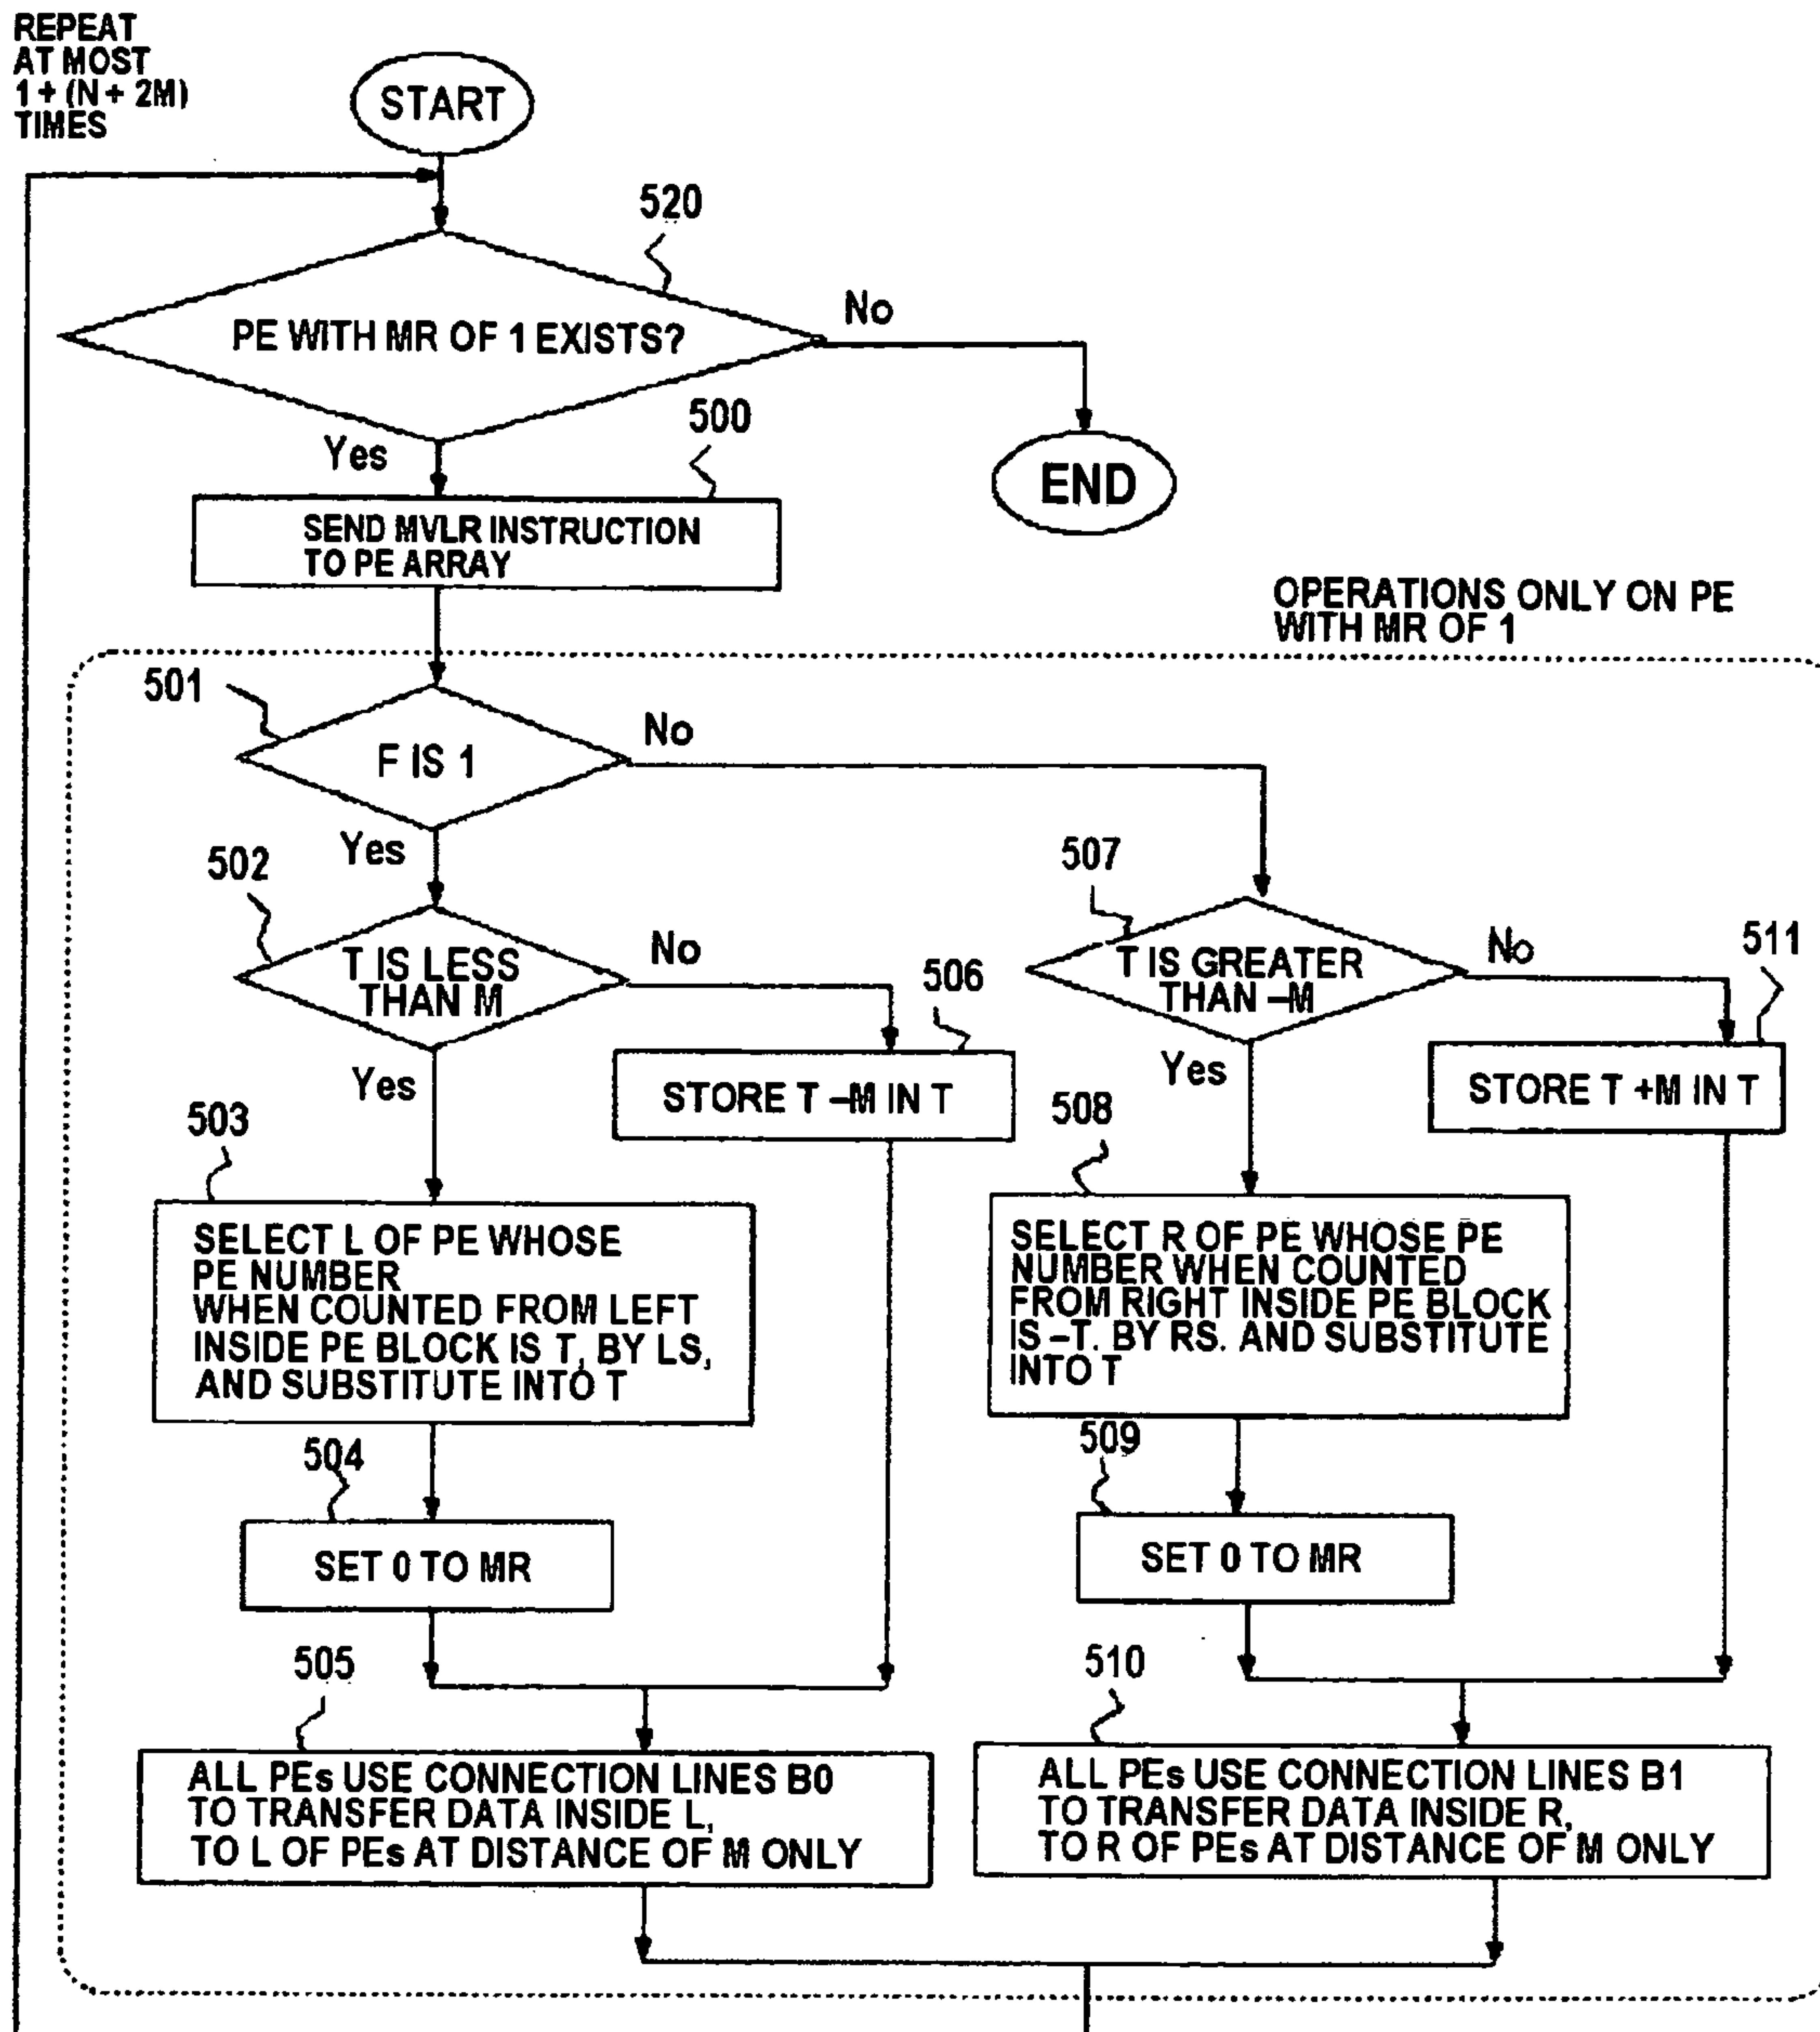 REPEAT
AT MOST
1 + (N + 2M)
TIMES
START
520
PE WITH MR OF 1 EXISTS?
No
Yes
500
END
SEND MVLR INSTRUCTION
TO PE ARRAY
OPERATIONS ONLY ON PE
WITH MR OF 1
501
F IS 1
No
Yes
502
T IS LESS
THAN M
No
506
507
T IS GREATER
THAN –M
No
511
Yes
STORE T –M IN T
Yes
STORE T +M IN T
503
SELECT L OF PE WHOSE
PE NUMBER
WHEN COUNTED FROM LEFT
INSIDE PE BLOCK IS T, BY LS,
AND SUBSTITUTE INTO T
508
SELECT R OF PE WHOSE PE
NUMBER WHEN COUNTED
FROM RIGHT INSIDE PE BLOCK
IS –T. BY RS. AND SUBSTITUTE
INTO T
504
SET 0 TO MR
509
SET 0 TO MR
505
ALL PEs USE CONNECTION LINES B0
TO TRANSFER DATA INSIDE L,
TO L OF PEs AT DISTANCE OF M ONLY
510
ALL PEs USE CONNECTION LINES B1
TO TRANSFER DATA INSIDE R,
TO R OF PEs AT DISTANCE OF M ONLY